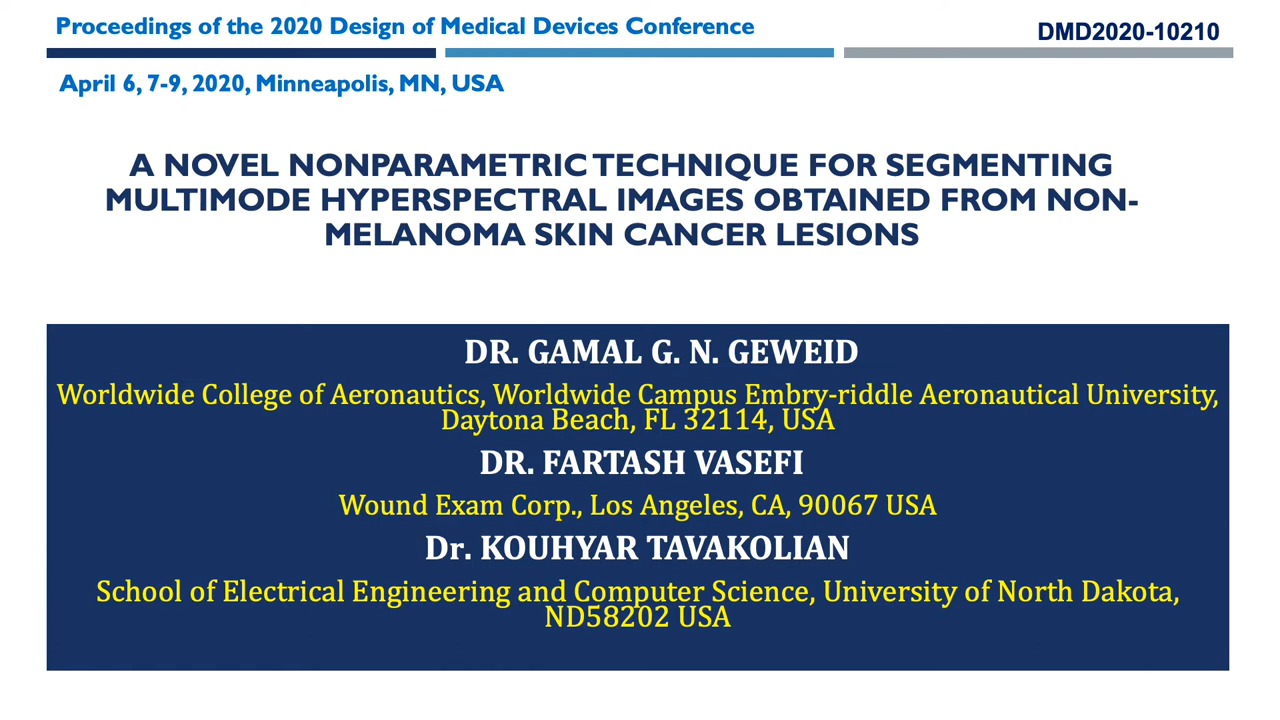 Proceedings of the 2020 Design of Medical Devices Conference
DMD2020-10210
April 6, 7-9, 2020, Minneapolis, MN, USA
A NOVEL NONPARAMETRIC TECHNIQUE FOR SEGMENTING
MULTIMODE HYPERSPECTRAL IMAGES OBTAINED FROM NON-
MELANOMA SKIN CANCER LESIONS
DR. GAMAL G. N. GEWEID
Worldwide College of Aeronautics, Worldwide Campus Embry-riddle Aeronautical University,
Daytona Beach, FL 32114, USA
DR. FARTASH VASEFI
Wound Exam Corp., Los Angeles, CA, 90067 USA
Dr. KOUHYAR TAVAKOLIAN
School of Electrical Engineering and Computer Science, University of North Dakota,
ND58202 USA